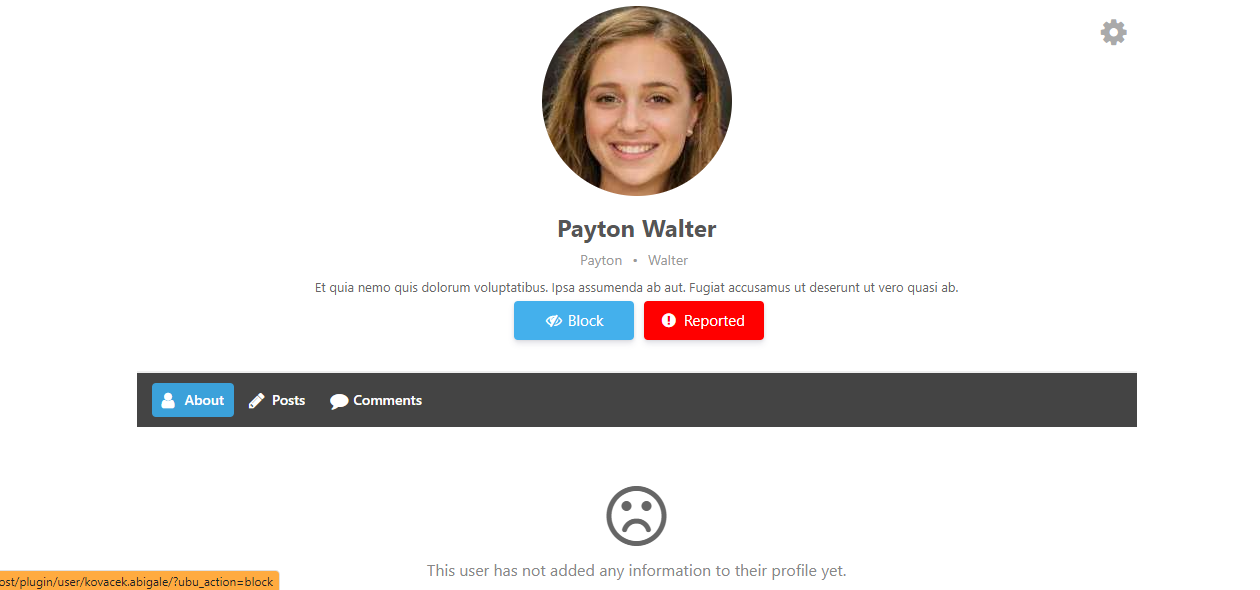 Payton Walter
Payton • Walter
Et quia nemo quis dolorum voluptatibus. Ipsa assumenda ab aut. Fugiat accusamus ut deserunt ut vero quasi ab.
Block Reported
About Posts Comments
This user has not added any information to their profile yet.
ost/plugin/user/kovacek.abigale/?ubu_action=block